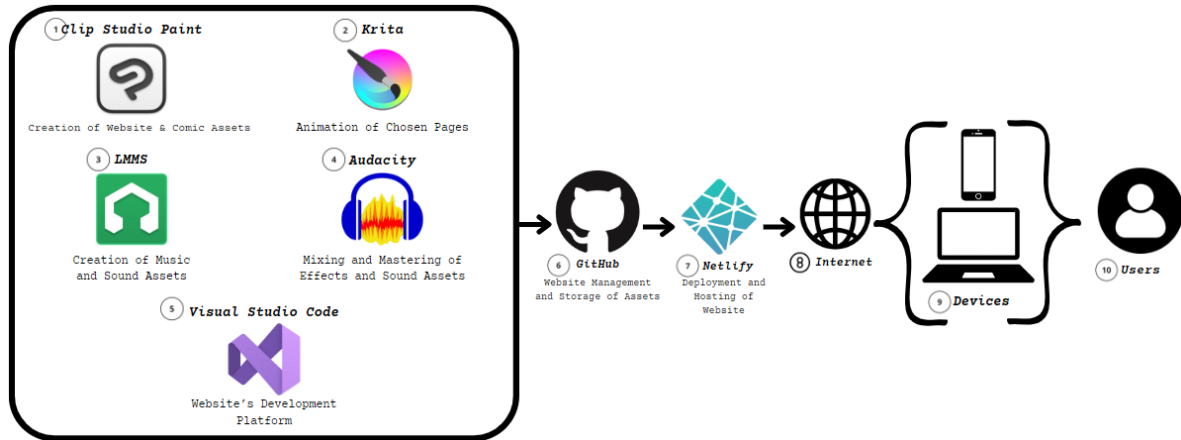 1 Clip Studio Paint
Creation of Website & Comic Assets
2 Krita
Animation of Chosen Pages
3 LMMS
Creation of Music
and Sound Assets
4 Audacity
Mixing and Mastering of
Effects and Sound Assets
5 Visual Studio Code
Website's Development
Platform
6 GitHub
Website Management
and Storage of Assets
7 Netlify
Deployment and
Hosting of
Website
8 Internet
9 Devices
10 Users